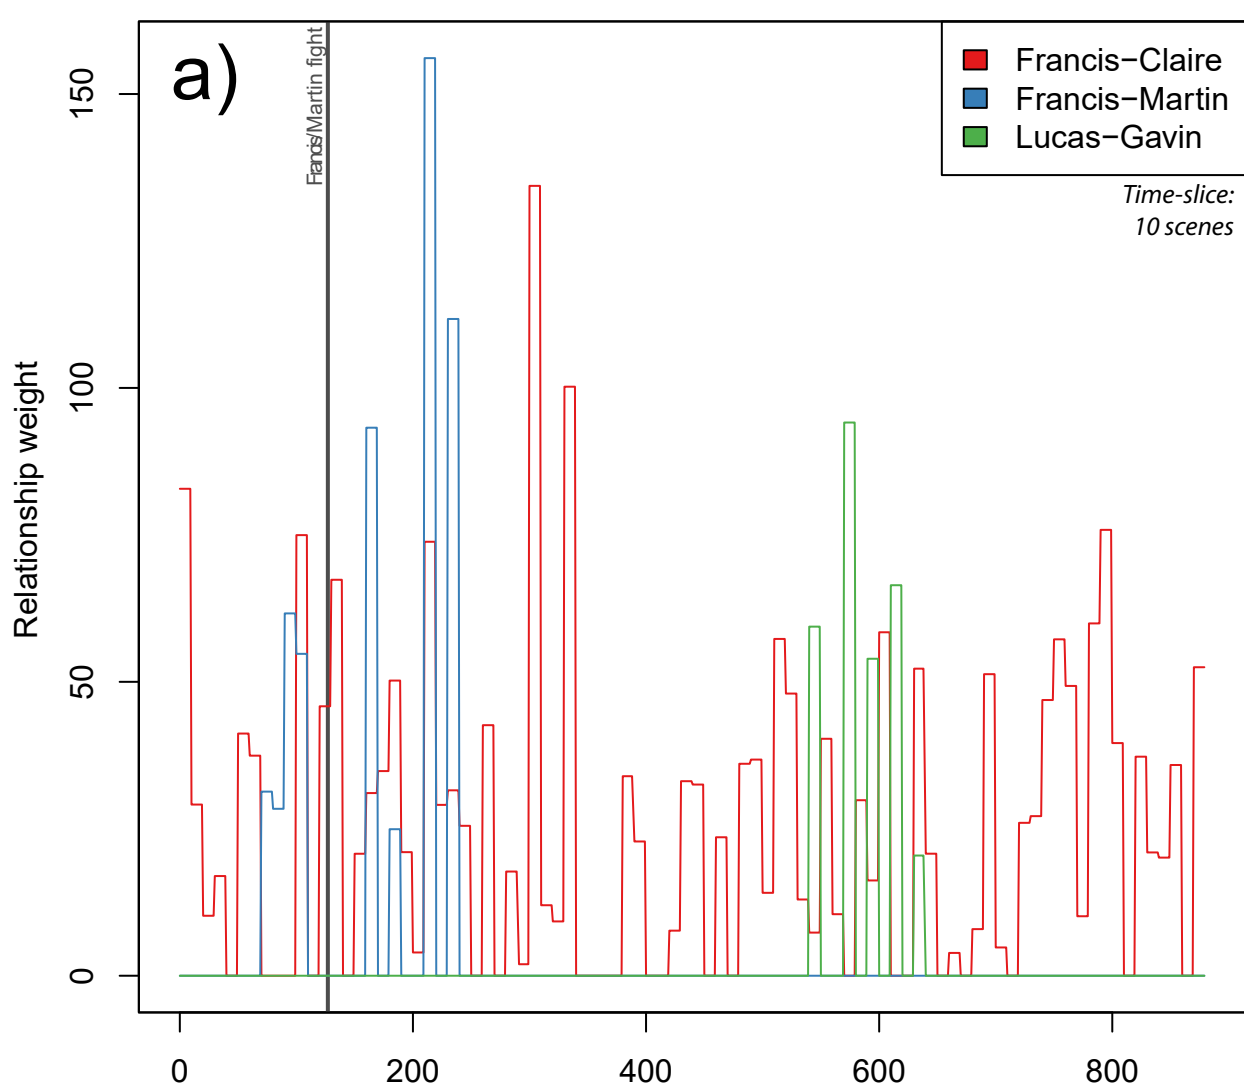 a)
Francis/Martin fight
Francis−Claire
Francis−Martin
Lucas−Gavin
Time-slice:
10 scenes
Relationship weight
150
100
50
0
0 200 400 600 800